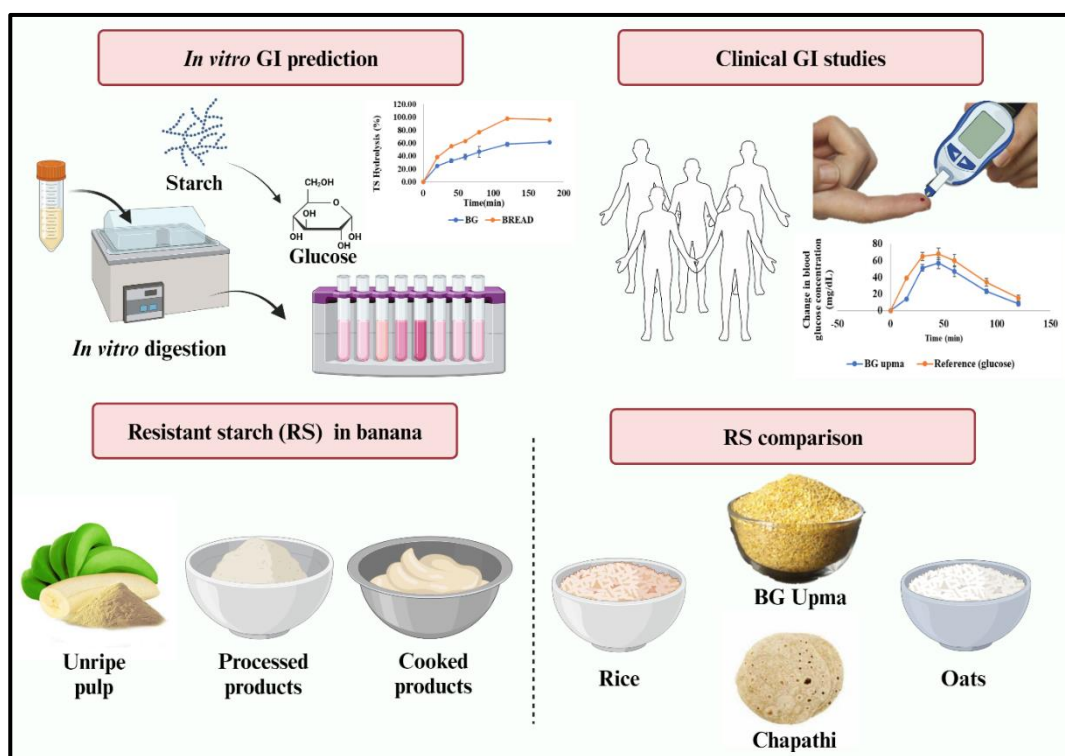 In vitro GI prediction
Clinical GI studies
Starch
CH₂OH
O
H
H
H
OH
H
HO
OH
H
OH
Glucose
In vitro digestion
TS Hydrolysis (%)
120.00
100.00
80.00
60.00
40.00
20.00
0.00
0
50
100
150
200
Time(min)
BG
BREAD
Change in blood
glucose concentration
(mg/dL)
80
60
40
20
0
-50
0
50
100
150
Time (min)
BG upma
Reference (glucose)
Resistant starch (RS) in banana
RS comparison
Unripe
pulp
Processed
products
Cooked
products
Rice
BG Upma
Chapathi
Oats